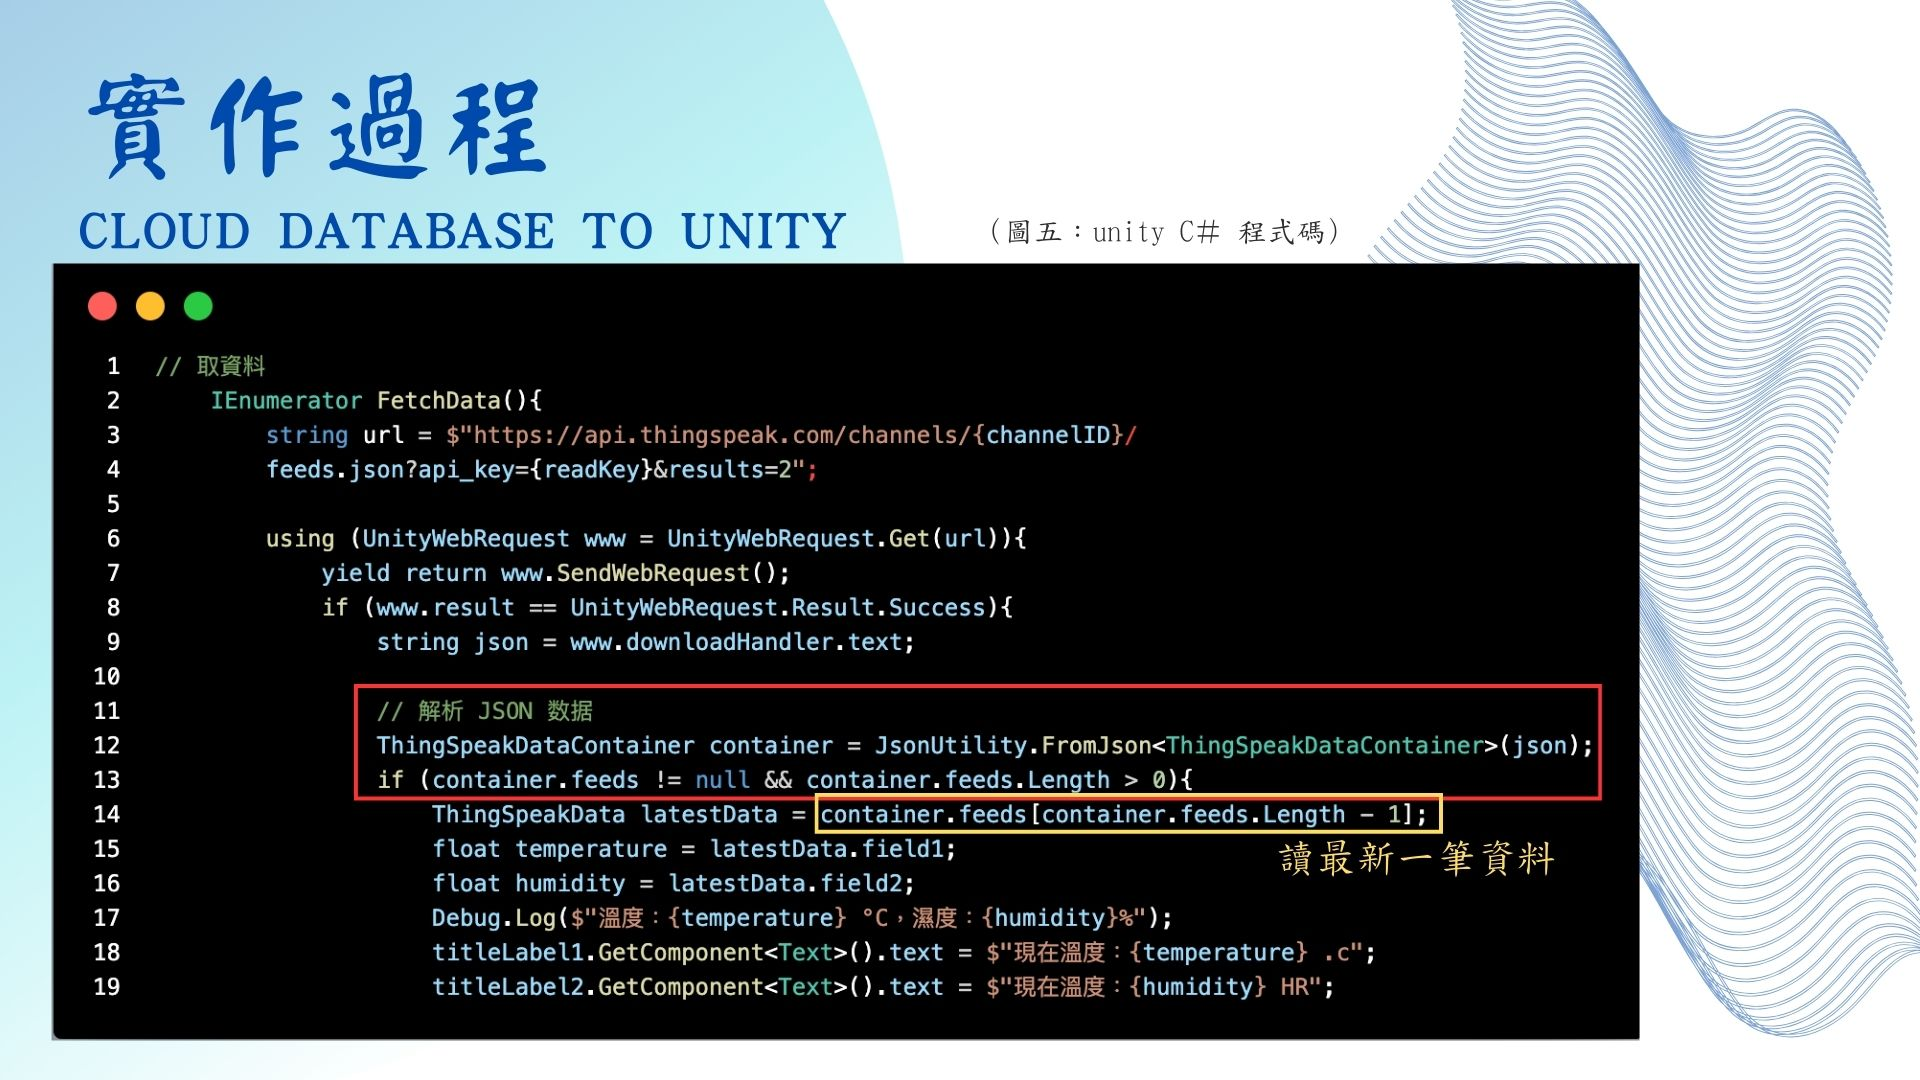 實作過程
CLOUD DATABASE TO UNITY
(圖五：unity C# 程式碼)
1 // 取資料
2 IEnumerator FetchData(){
3 string url = $"https://api.thingspeak.com/channels/{channelID}/
4 feeds.json?api_key={readKey}&results=2";
5
6 using (UnityWebRequest www = UnityWebRequest.Get(url)){
7 yield return www.SendWebRequest();
8 if (www.result == UnityWebRequest.Result.Success){
9 string json = www.downloadHandler.text;
10
11 // 解析 JSON 数据
12 ThingSpeakDataContainer container = JsonUtility.FromJson<ThingSpeakDataContainer>(json);
13 if (container.feeds != null && container.feeds.Length > 0){
14 ThingSpeakData latestData = container.feeds[container.feeds.Length - 1];
15 float temperature = latestData.field1;
讀最新一筆資料
16 float humidity = latestData.field2;
17 Debug.Log($"溫度：{temperature} °C，濕度：{humidity}%");
18 titleLabel1.GetComponent<Text>().text = $"現在溫度：{temperature} .c";
19 titleLabel2.GetComponent<Text>().text = $"現在溫度：{humidity} HR";